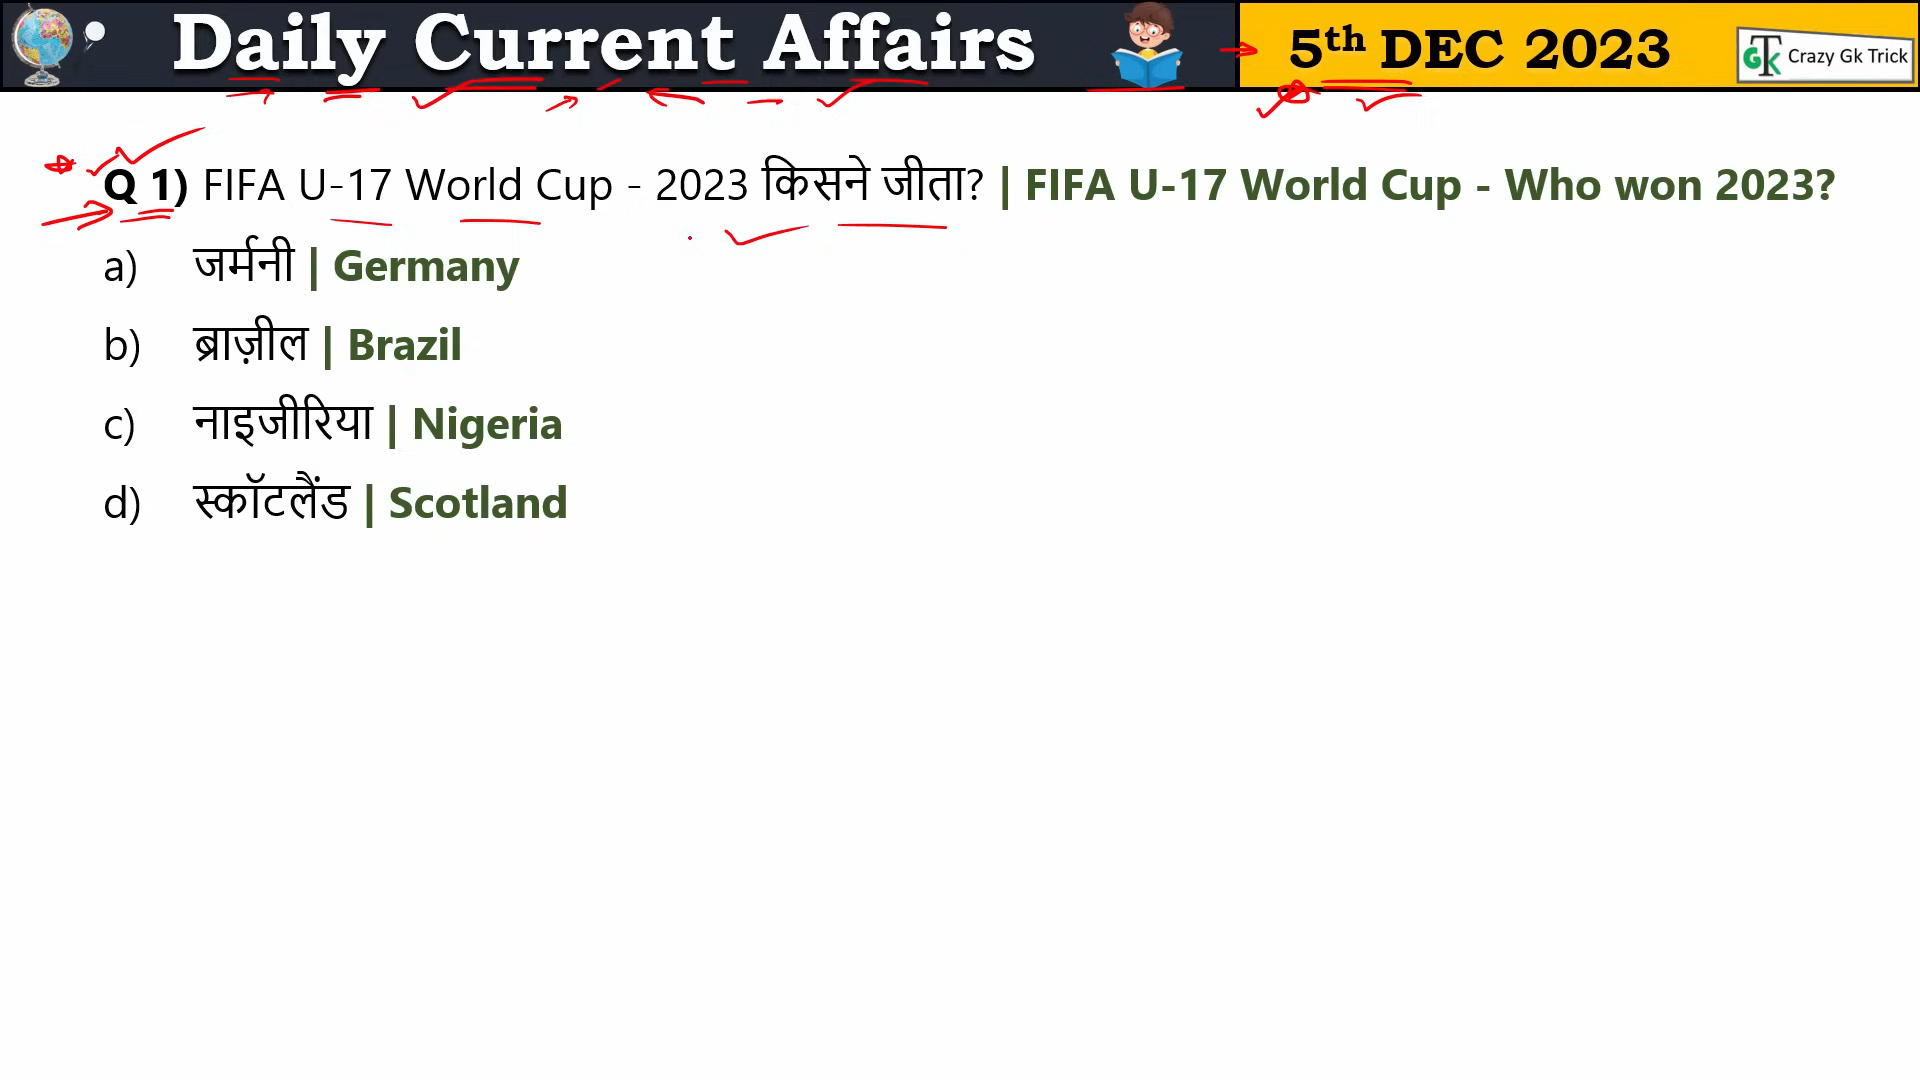 Daily Current Affairs
5th DEC 2023
GTK Crazy Gk Trick
Q 1) FIFA U-17 World Cup - 2023 किसने जीता? | FIFA U-17 World Cup - Who won 2023?
a) जर्मनी | Germany
b) ब्राज़ील | Brazil
c) नाइजीरिया | Nigeria
d) स्कॉटलैंड | Scotland